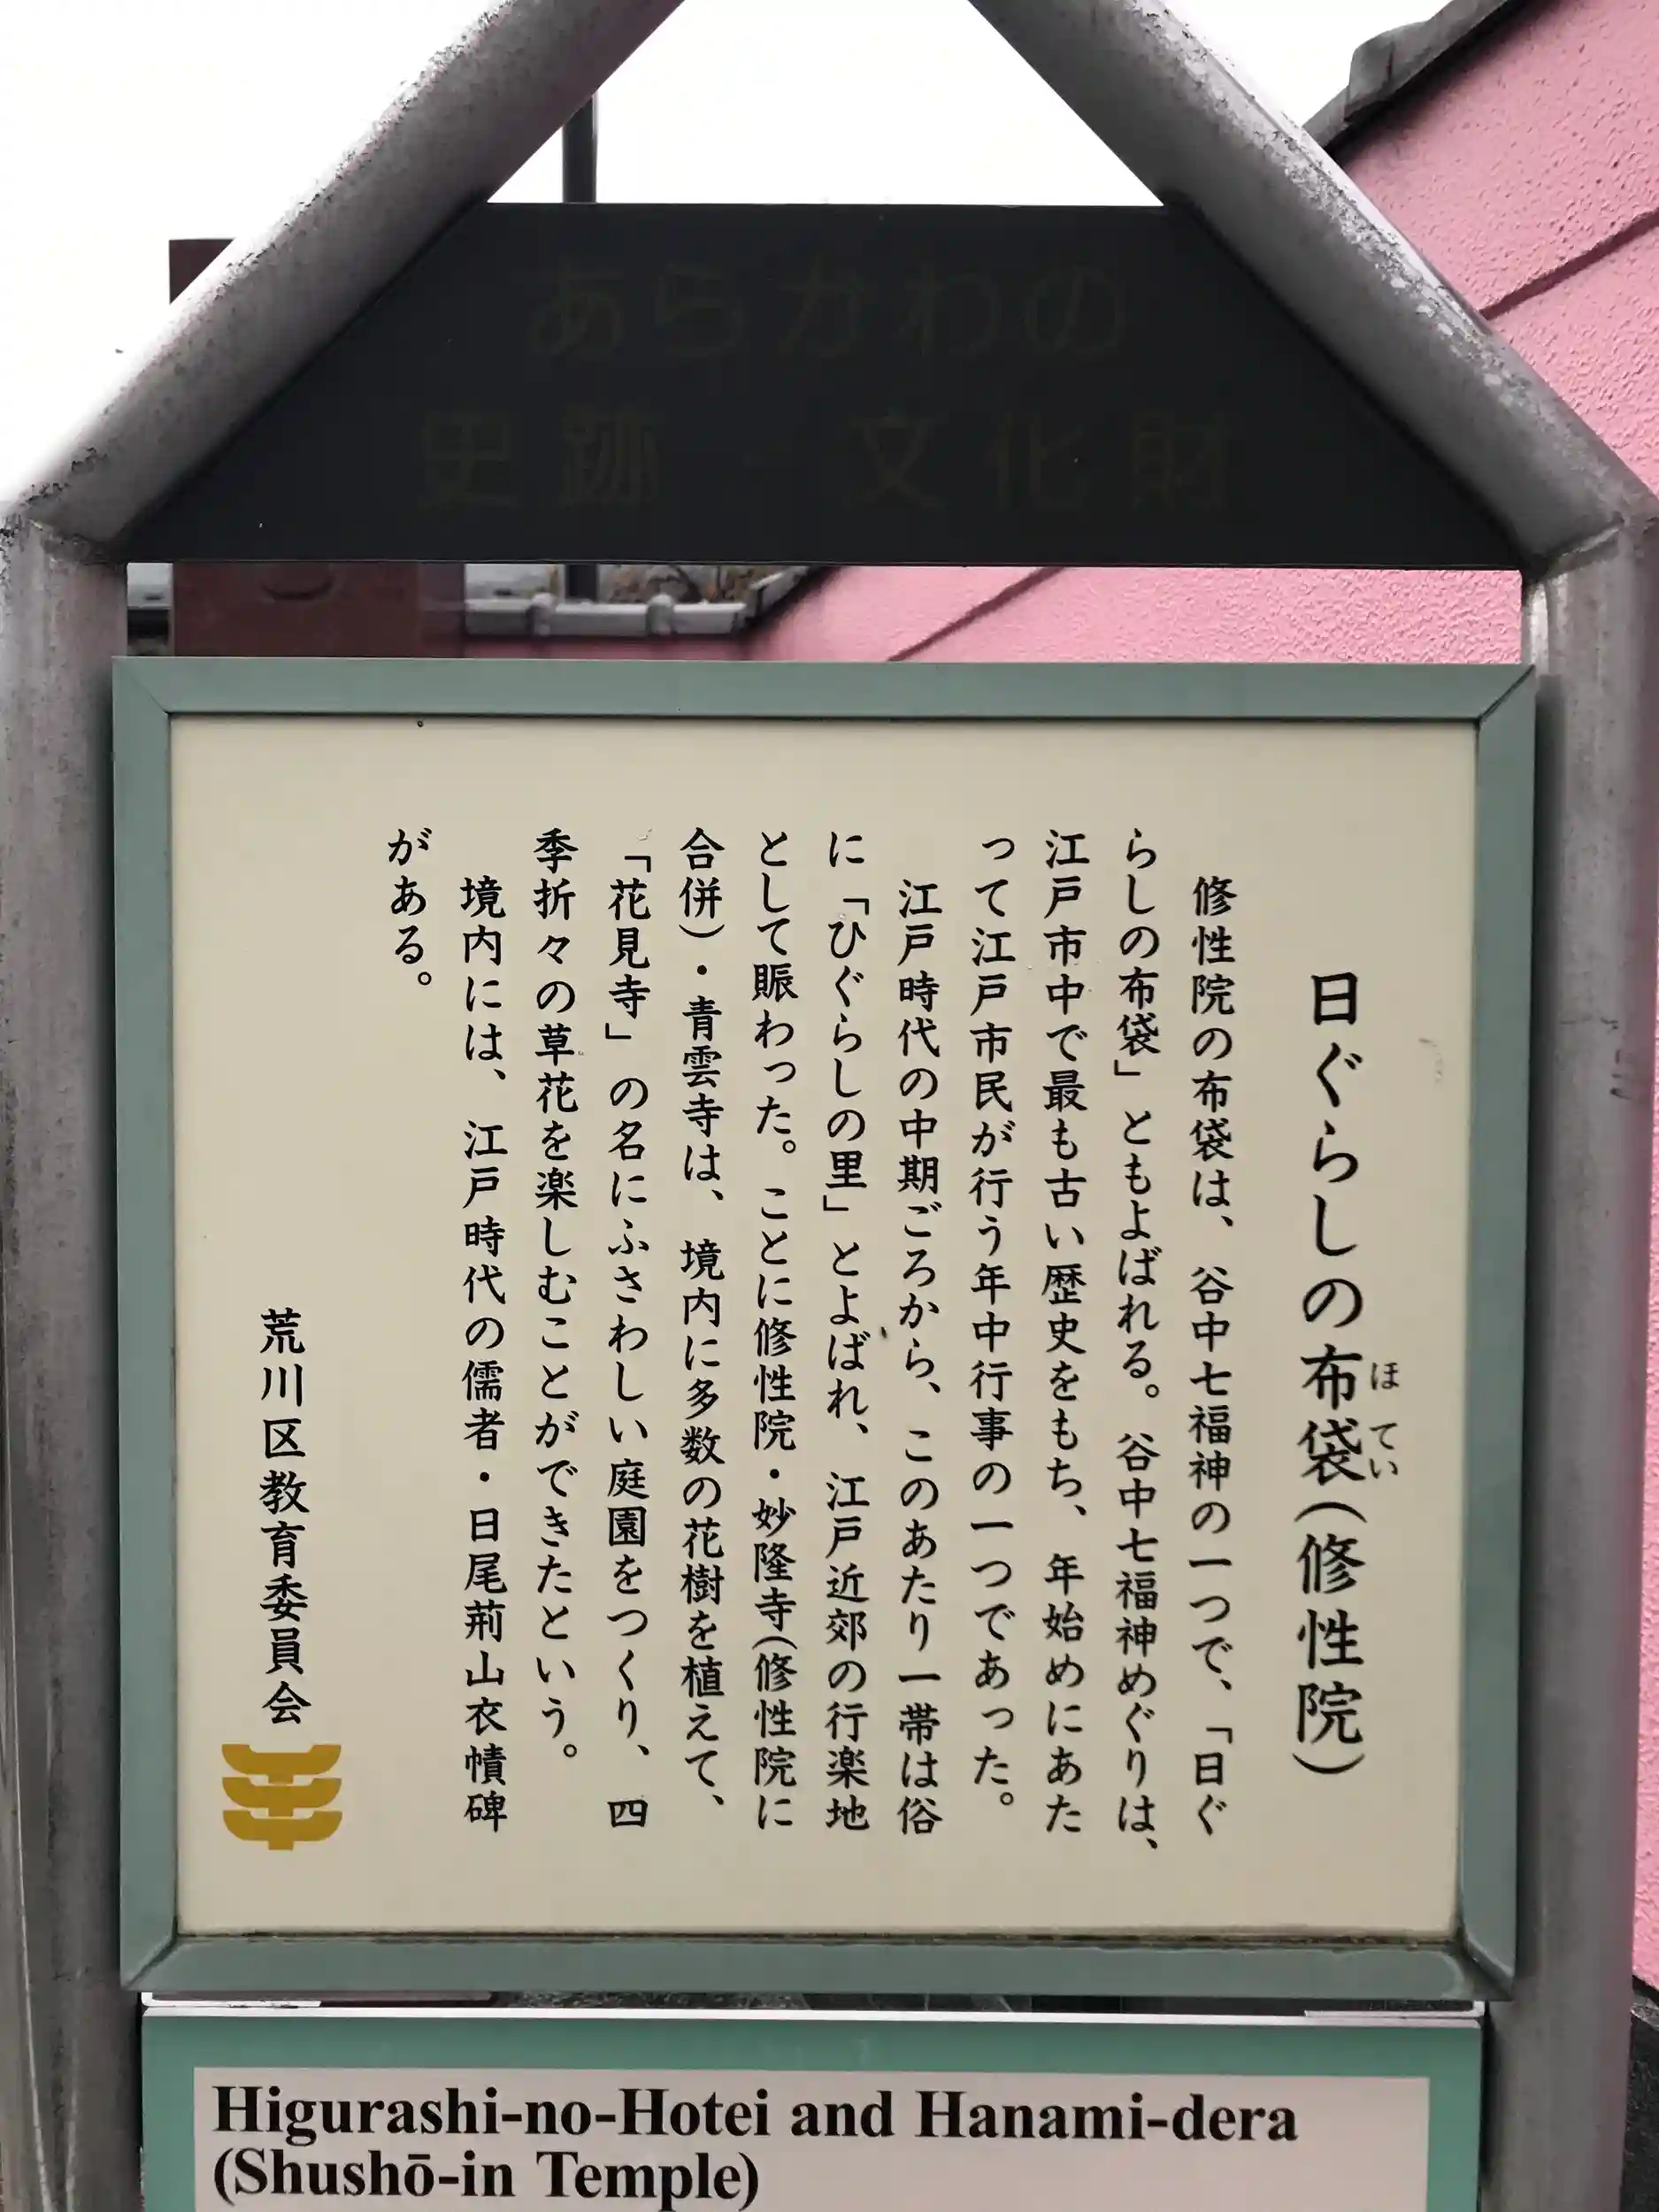 あらかわの
史跡・文化財
日ぐらしの布袋(修性院)
ほてい
修性院の布袋は、谷中七福神の一つで、「日ぐ
らしの布袋」ともよばれる。谷中七福神めぐりは、
江戸市中で最も古い歴史をもち、年始めにあた
って江戸市民が行う年中行事の一つであった。
江戸時代の中期ごろから、このあたり一帯は俗
に「ひぐらしの里」とよばれ、江戸近郊の行楽地
として賑わった。ことに修性院・妙隆寺(修性院に
合併)・青雲寺は、境内に多数の花樹を植えて、
「花見寺」の名にふさわしい庭園をつくり、四
季折々の草花を楽しむことができたという。
境内には、江戸時代の儒者・日尾荊山衣幘碑
がある。
荒川区教育委員会
Higurashi-no-Hotei and Hanami-dera
(Shushō-in Temple)